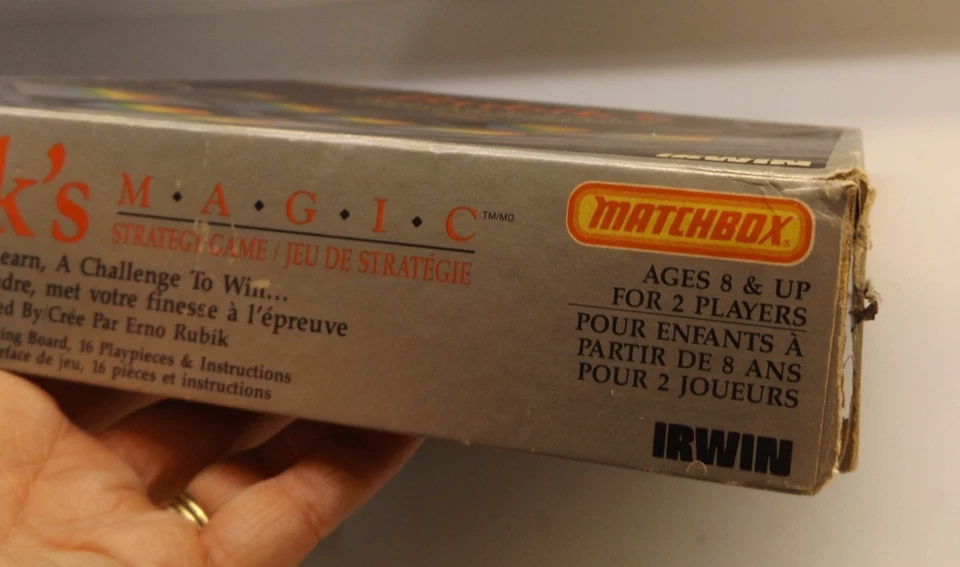 k's
M·A·G·I·C TM/MD
STRATEGY GAME / JEU DE STRATÉGIE
earn, A Challenge To Win...
dre, met votre finesse à l'épreuve
ed By/Crée Par Erno Rubik
ing Board, 16 Playpieces & Instructions
rface de jeu, 16 pièces et instructions
MATCHBOX®
AGES 8 & UP
FOR 2 PLAYERS
POUR ENFANTS À
PARTIR DE 8 ANS
POUR 2 JOUEURS
IRWIN
IRWIN